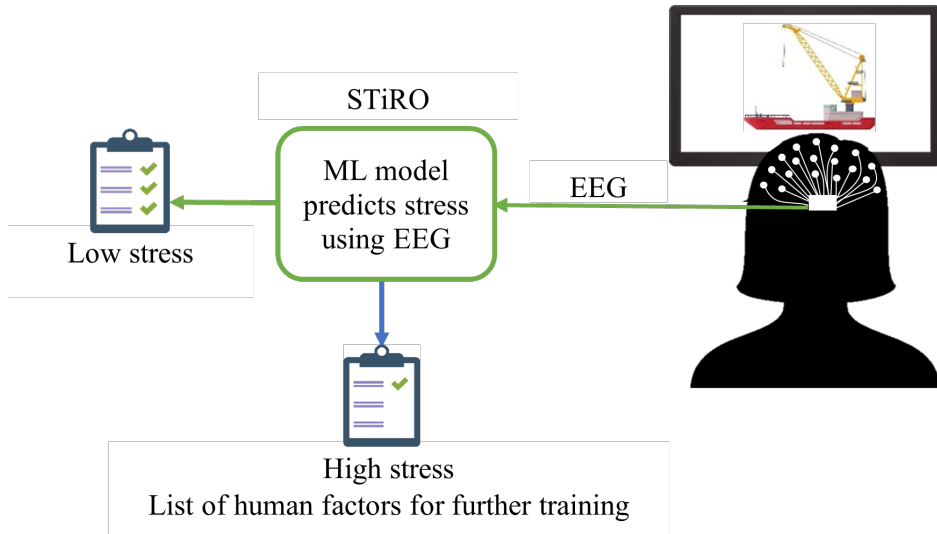 STiRO
ML model
predicts stress
using EEG
EEG
Low stress
High stress
List of human factors for further training